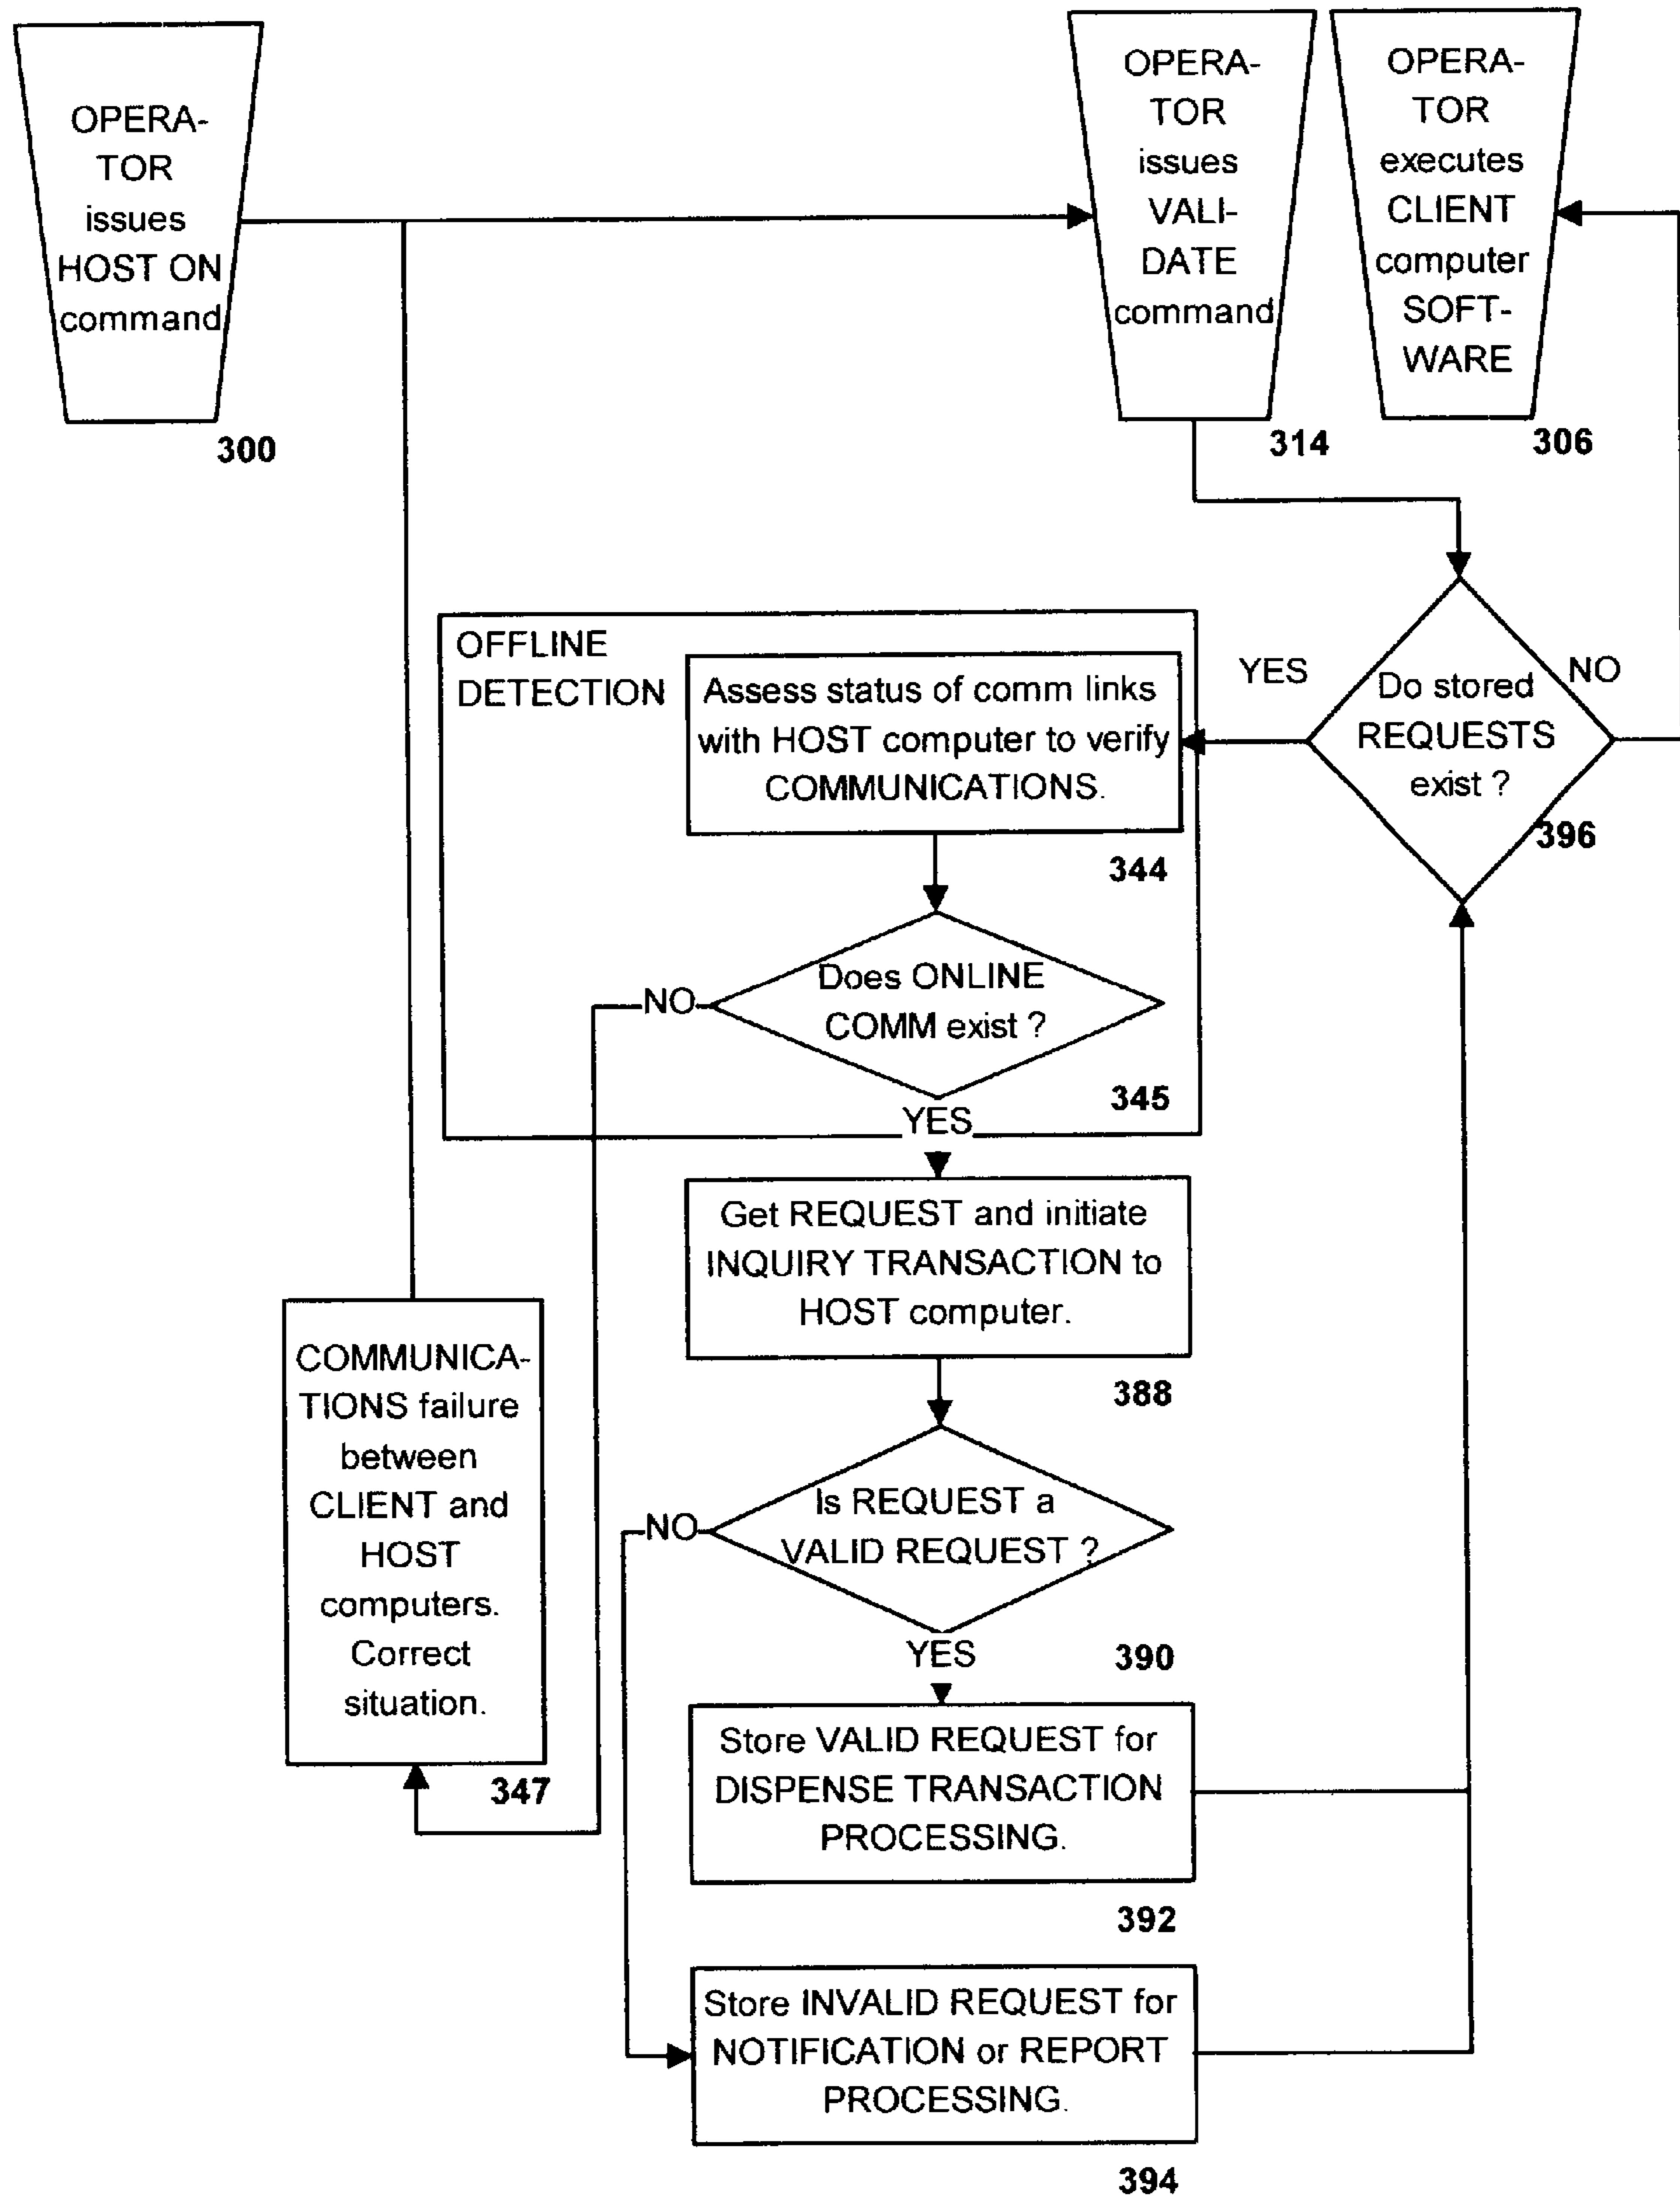 OPERA-
TOR
issues
HOST ON
command
300
OPERA-
TOR
issues
VALI-
DATE
command
314
OPERA-
TOR
executes
CLIENT
computer
SOFT-
WARE
306
Do stored
REQUESTS
exist ?
396
YES
NO
OFFLINE
DETECTION
Assess status of comm links
with HOST computer to verify
COMMUNICATIONS.
344
Does ONLINE
COMM exist ?
345
NO
YES
Get REQUEST and initiate
INQUIRY TRANSACTION to
HOST computer.
388
COMMUNICA-
TIONS failure
between
CLIENT and
HOST
computers.
Correct
situation.
347
Is REQUEST a
VALID REQUEST ?
390
NO
YES
Store VALID REQUEST for
DISPENSE TRANSACTION
PROCESSING.
392
Store INVALID REQUEST for
NOTIFICATION or REPORT
PROCESSING.
394